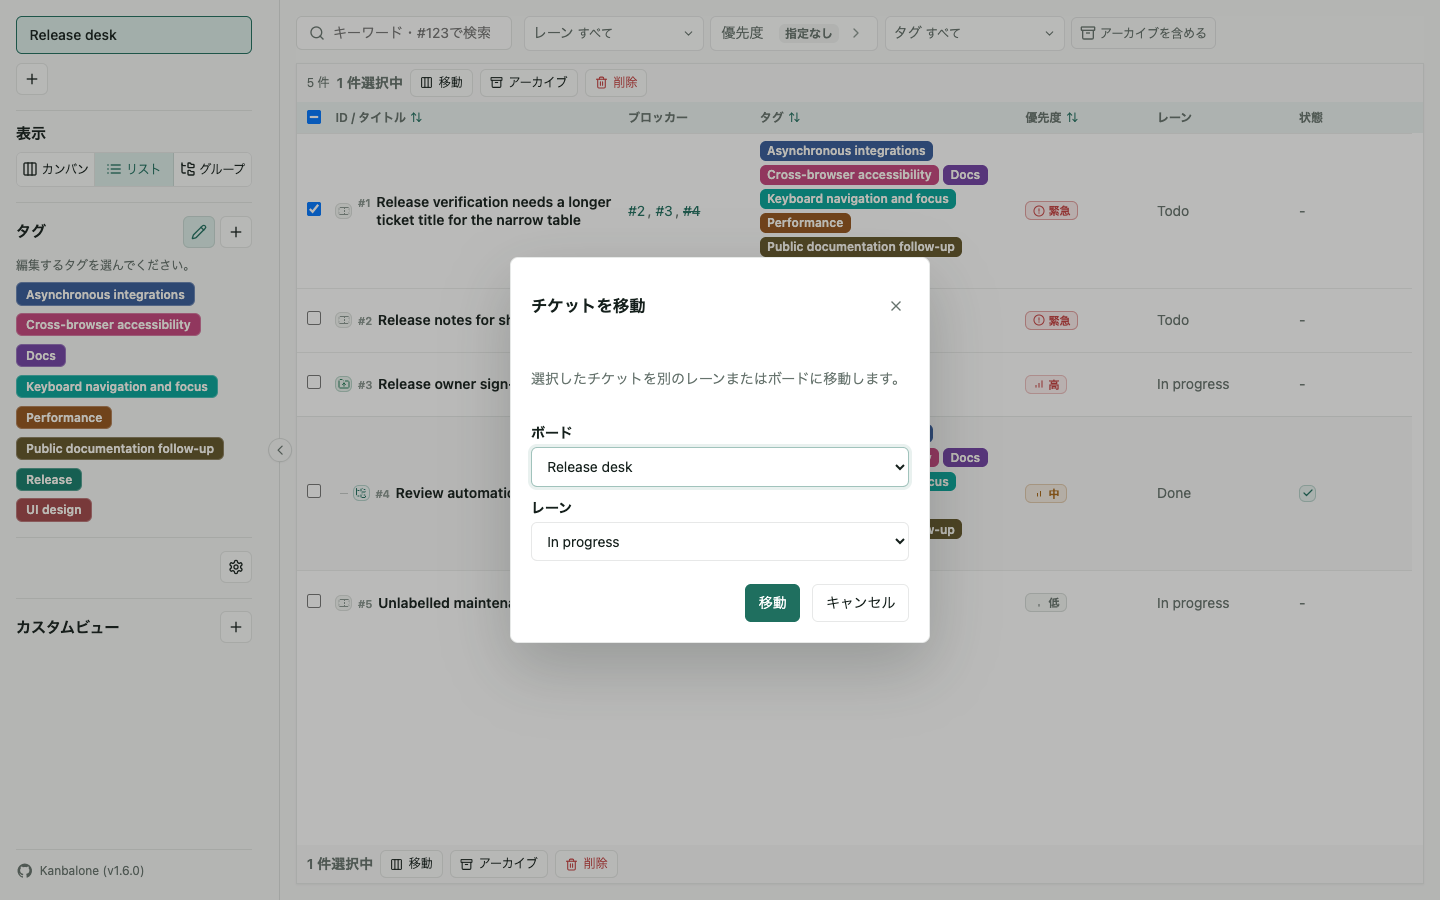 Release desk
表示
カンバン
リスト
グループ
タグ
編集するタグを選んでください。
Asynchronous integrations
Cross-browser accessibility
Docs
Keyboard navigation and focus
Performance
Public documentation follow-up
Release
UI design
カスタムビュー
Kanbalone (v1.6.0)
キーワード・#123で検索
レーン すべて
優先度 指定なし
タグ すべて
アーカイブを含める
5 件 1 件選択中 移動 アーカイブ 削除
ID / タイトル ブロッカー タグ 優先度 レーン 状態
#1 Release verification needs a longer
ticket title for the narrow table
#2 , #3 , #4
Asynchronous integrations
Cross-browser accessibility Docs
Keyboard navigation and focus
Performance
Public documentation follow-up
緊急 Todo -
#2 Release notes for 緊急 Todo -
#3 Release owner sign- 高 In progress -
#4 Review Docs
中 Done
#5 Unlabelled 低 In progress -
チケットを移動
選択したチケットを別のレーンまたはボードに移動します。
ボード
Release desk
レーン
In progress
移動 キャンセル
1 件選択中 移動 アーカイブ 削除